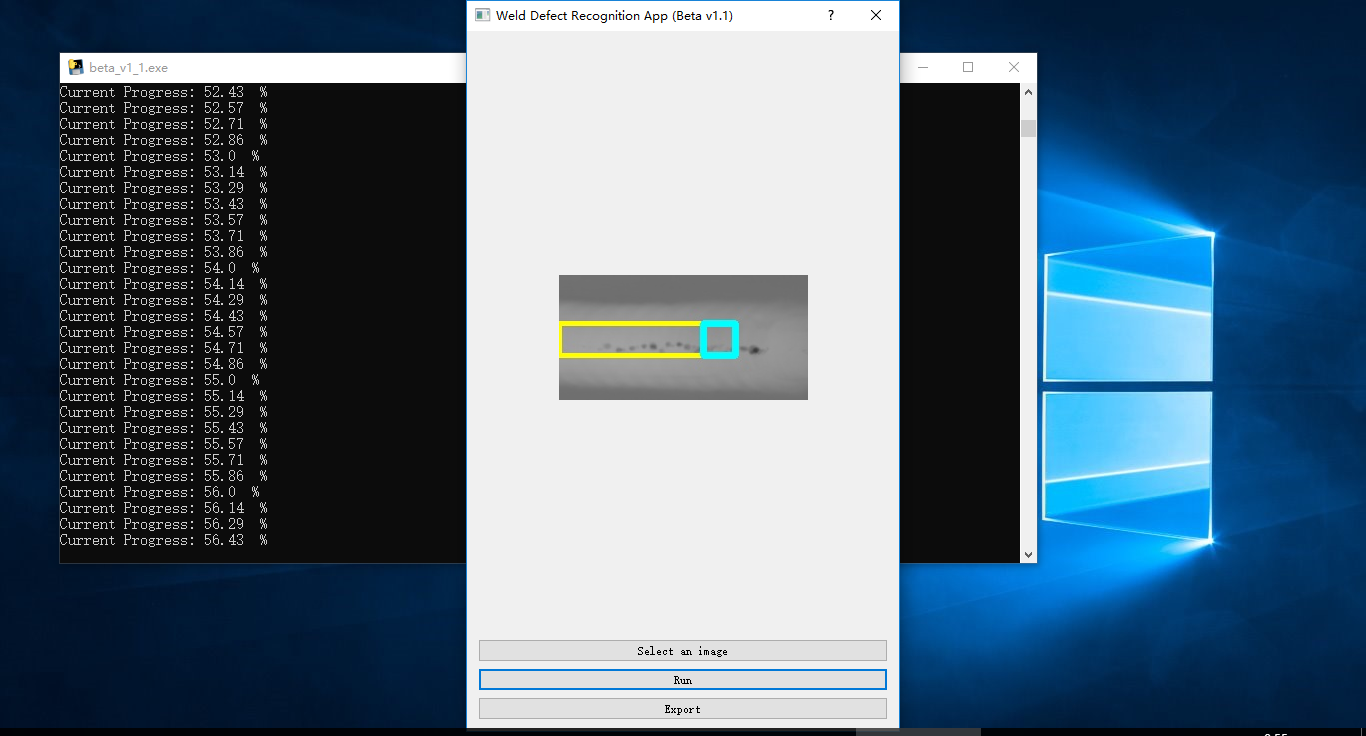 Weld Defect Recognition App (Beta v1.1)
?
beta_v1_1.exe
Current Progress: 52.43  %
Current Progress: 52.57  %
Current Progress: 52.71  %
Current Progress: 52.86  %
Current Progress: 53.0  %
Current Progress: 53.14  %
Current Progress: 53.29  %
Current Progress: 53.43  %
Current Progress: 53.57  %
Current Progress: 53.71  %
Current Progress: 53.86  %
Current Progress: 54.0  %
Current Progress: 54.14  %
Current Progress: 54.29  %
Current Progress: 54.43  %
Current Progress: 54.57  %
Current Progress: 54.71  %
Current Progress: 54.86  %
Current Progress: 55.0  %
Current Progress: 55.14  %
Current Progress: 55.29  %
Current Progress: 55.43  %
Current Progress: 55.57  %
Current Progress: 55.71  %
Current Progress: 55.86  %
Current Progress: 56.0  %
Current Progress: 56.14  %
Current Progress: 56.29  %
Current Progress: 56.43  %
Select an image
Run
Export